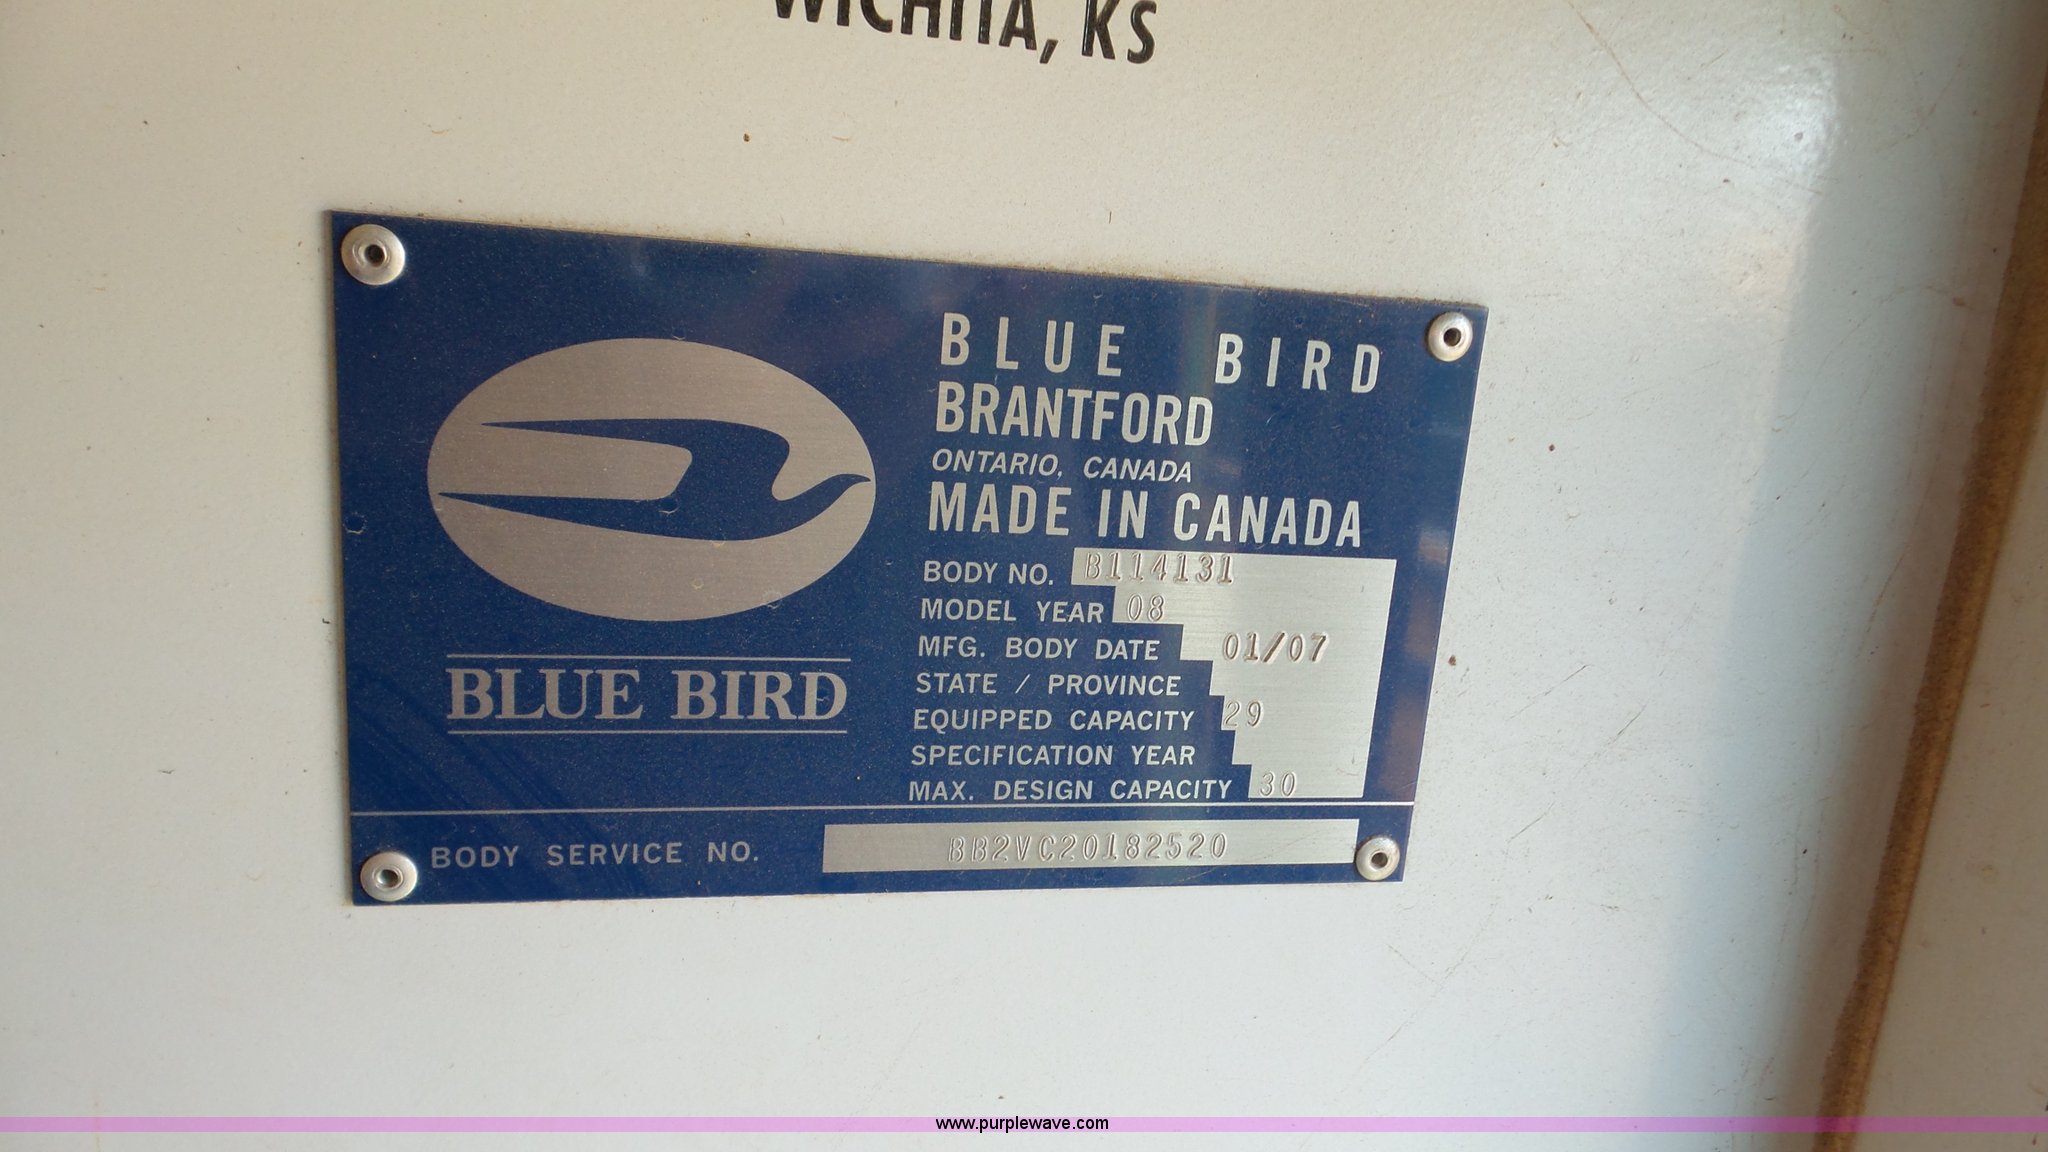 WICHITA, KS
BLUE BIRD
BRANTFORD
ONTARIO, CANADA
MADE IN CANADA
BODY NO. B114131
MODEL YEAR 08
MFG. BODY DATE 01/07
STATE / PROVINCE
EQUIPPED CAPACITY 29
SPECIFICATION YEAR
MAX. DESIGN CAPACITY 30
BLUE BIRD
BODY SERVICE NO. BB2VC20182520
www.purplewave.com